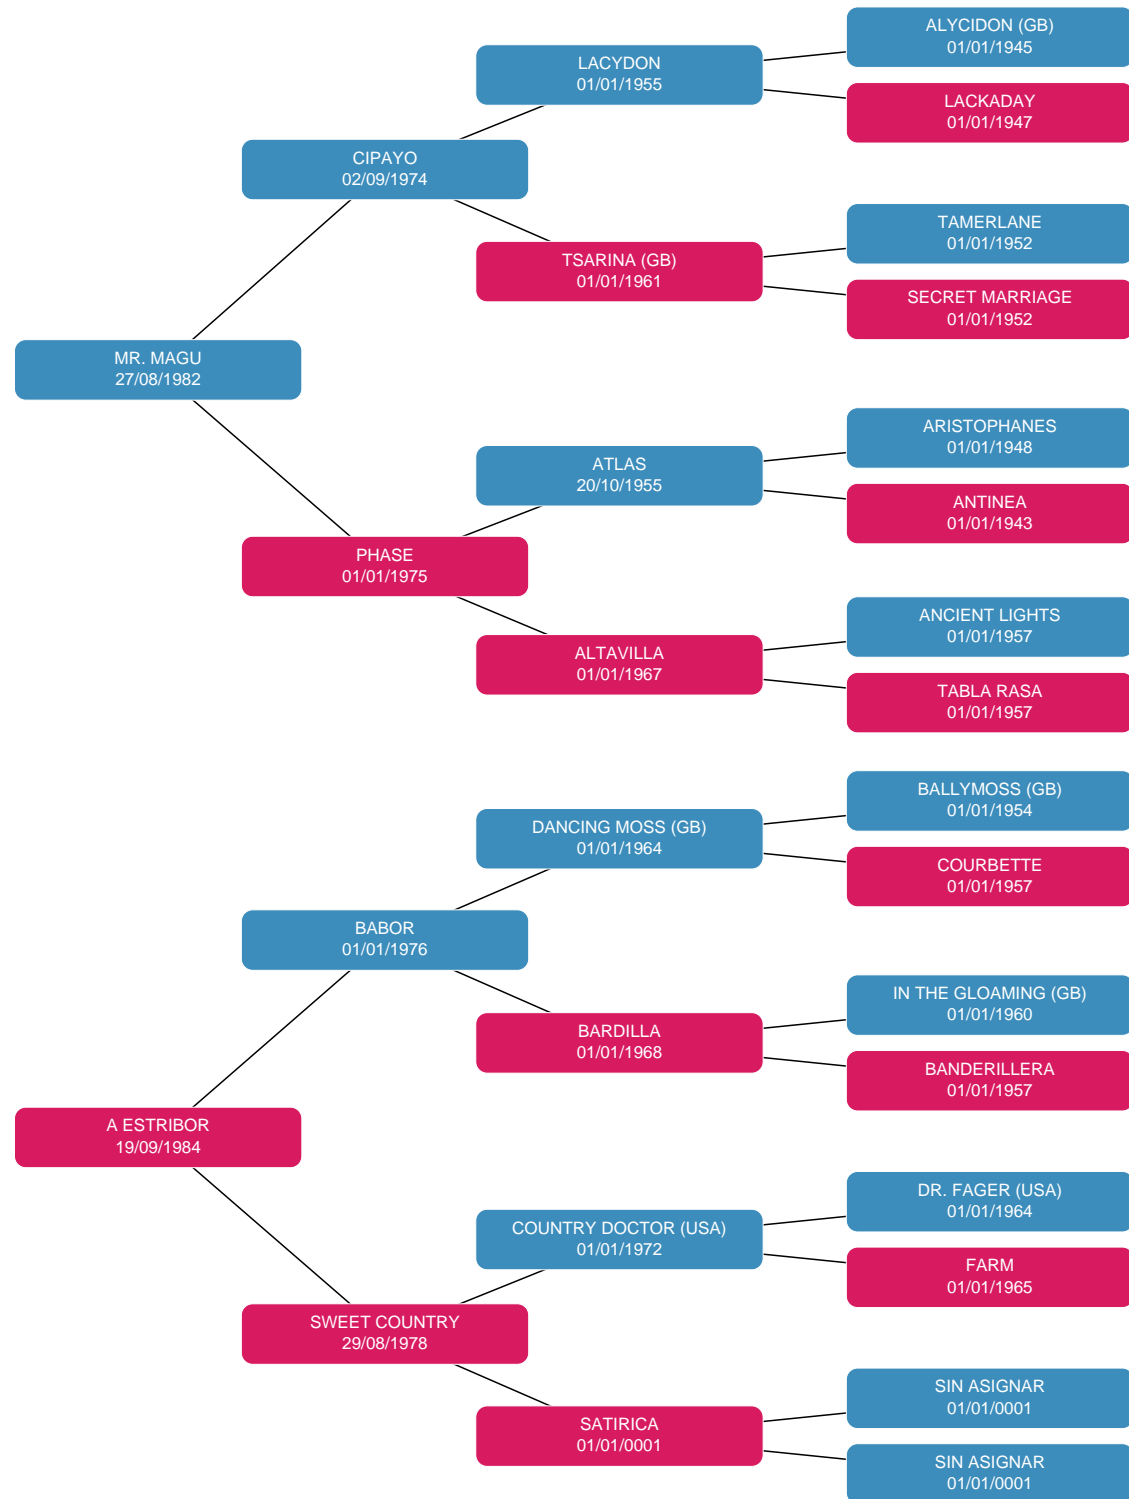 ALYCIDON (GB)
01/01/1945
LACYDON
01/01/1955
LACKADAY
01/01/1947
CIPAYO
02/09/1974
TAMERLANE
01/01/1952
TSARINA (GB)
01/01/1961
SECRET MARRIAGE
01/01/1952
MR. MAGU
27/08/1982
ARISTOPHANES
01/01/1948
ATLAS
20/10/1955
ANTINEA
01/01/1943
PHASE
01/01/1975
ANCIENT LIGHTS
01/01/1957
ALTAVILLA
01/01/1967
TABLA RASA
01/01/1957
BALLYMOSS (GB)
01/01/1954
DANCING MOSS (GB)
01/01/1964
COURBETTE
01/01/1957
BABOR
01/01/1976
IN THE GLOAMING (GB)
01/01/1960
BARDILLA
01/01/1968
BANDERILLERA
01/01/1957
A ESTRIBOR
19/09/1984
DR. FAGER (USA)
01/01/1964
COUNTRY DOCTOR (USA)
01/01/1972
FARM
01/01/1965
SWEET COUNTRY
29/08/1978
SIN ASIGNAR
01/01/0001
SATIRICA
01/01/0001
SIN ASIGNAR
01/01/0001